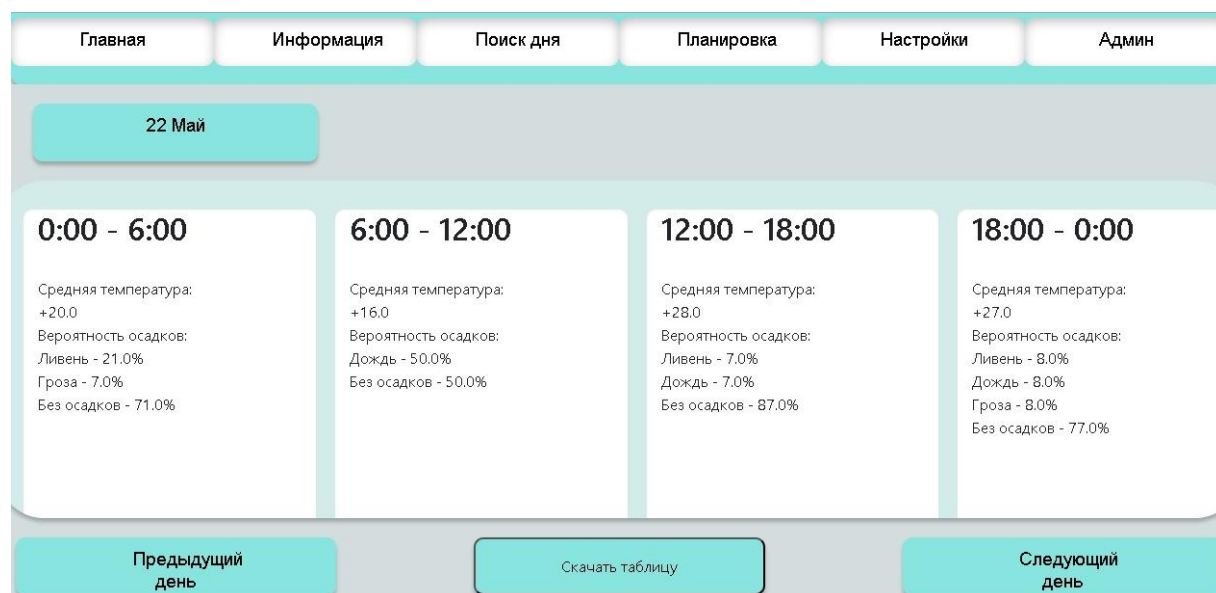 Главная
Информация
Поиск дня
Планировка
Настройки
Админ
22 Май
0:00 - 6:00
Средняя температура:
+20.0
Вероятность осадков:
Ливень - 21.0%
Гроза - 7.0%
Без осадков - 71.0%
6:00 - 12:00
Средняя температура:
+16.0
Вероятность осадков:
Дождь - 50.0%
Без осадков - 50.0%
12:00 - 18:00
Средняя температура:
+28.0
Вероятность осадков:
Ливень - 7.0%
Дождь - 7.0%
Без осадков - 87.0%
18:00 - 0:00
Средняя температура:
+27.0
Вероятность осадков:
Ливень - 8.0%
Дождь - 8.0%
Гроза - 8.0%
Без осадков - 77.0%
Предыдущий
день
Скачать таблицу
Следующий
день